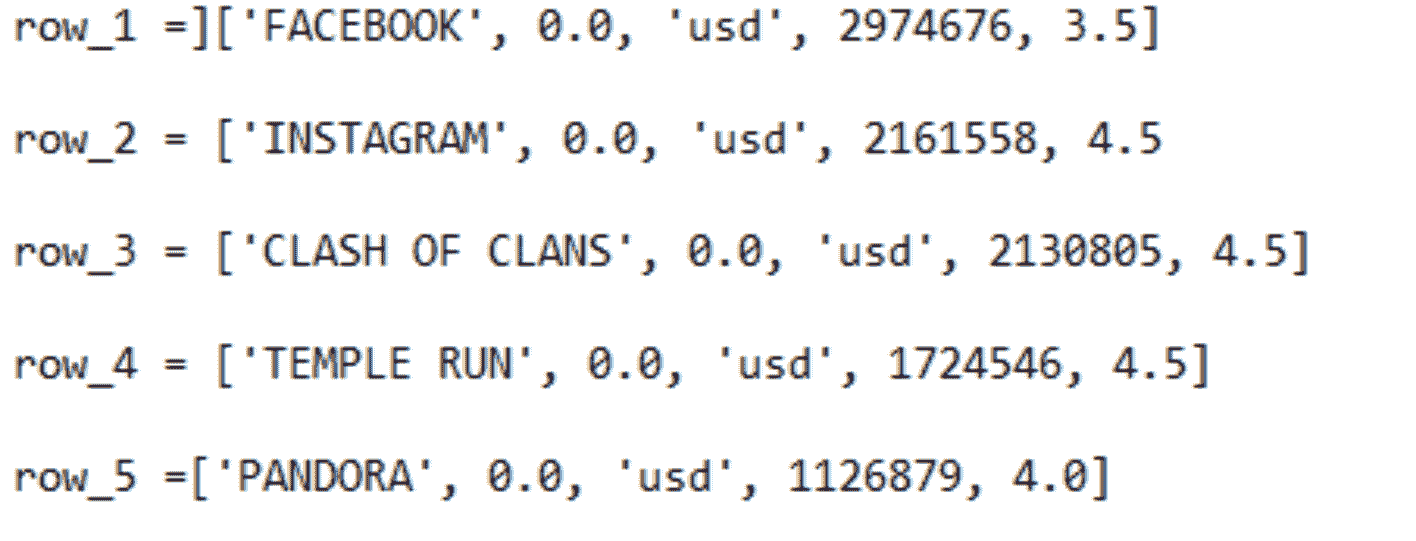 row_1 =]['FACEBOOK', 0.0, 'usd', 2974676, 3.5]
row_2 = ['INSTAGRAM', 0.0, 'usd', 2161558, 4.5
row_3 = ['CLASH OF CLANS', 0.0, 'usd', 2130805, 4.5]
row_4 = ['TEMPLE RUN', 0.0, 'usd', 1724546, 4.5]
row_5 =['PANDORA', 0.0, 'usd', 1126879, 4.0]